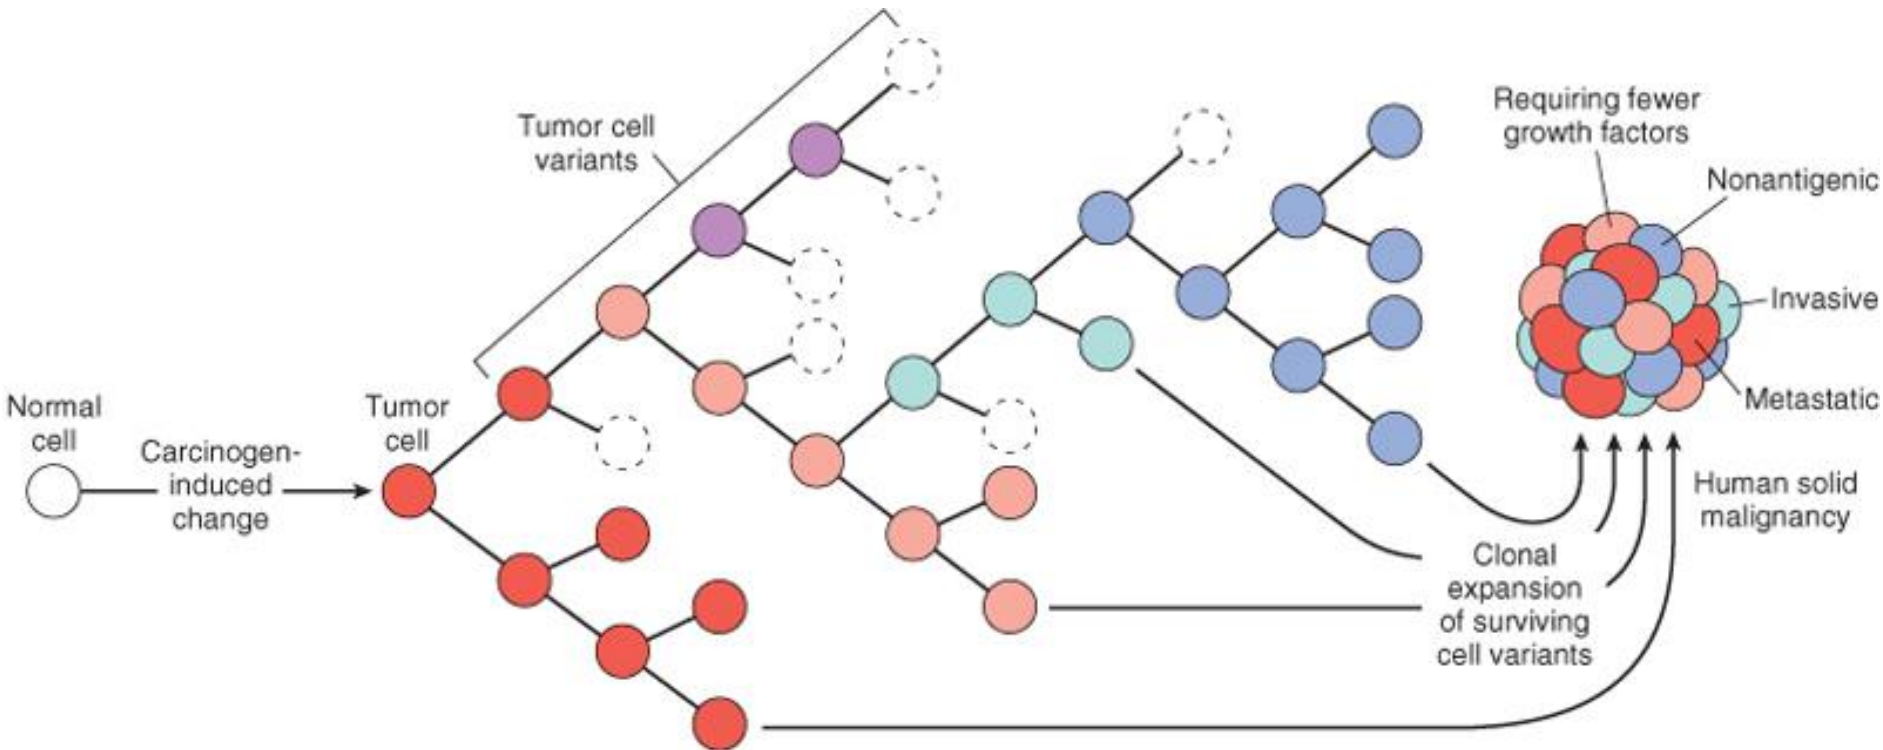 Normal
cell
Carcinogen-
induced
change
Tumor
cell
Tumor cell
variants
Requiring fewer
growth factors
Nonantigenic
Invasive
Metastatic
Human solid
malignancy
Clonal
expansion
of surviving
cell variants